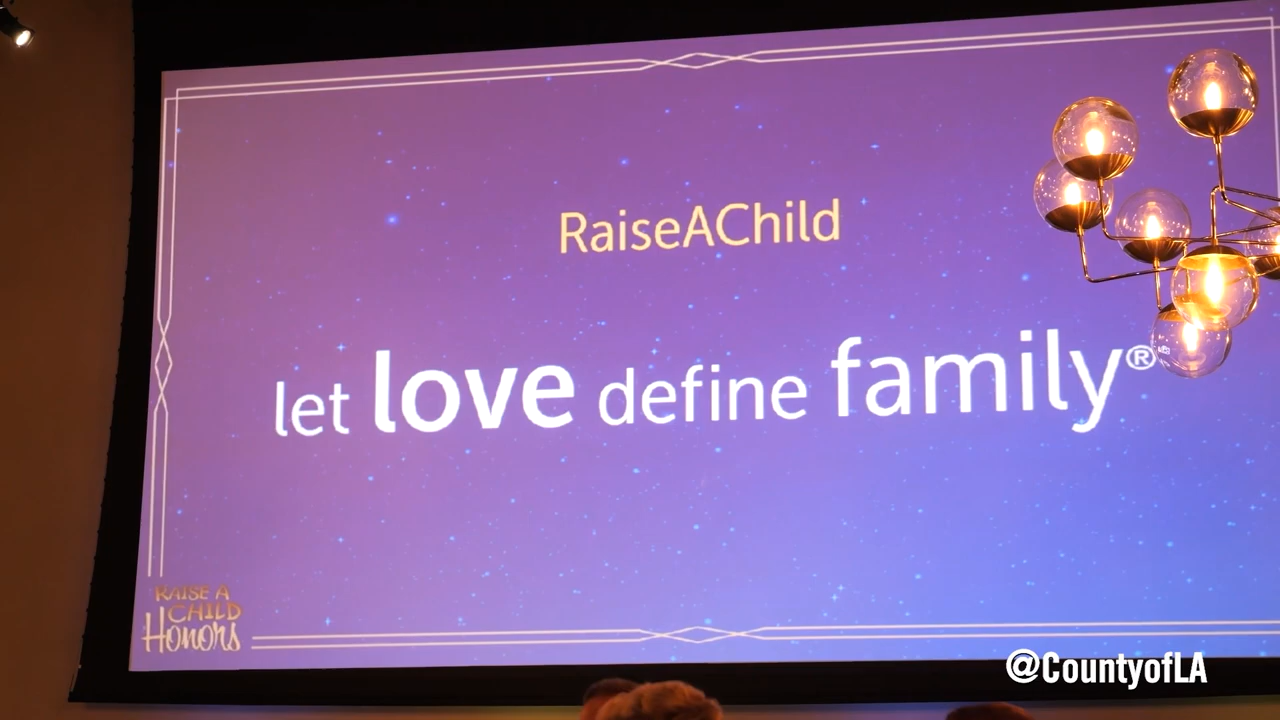 RaiseAChild
let love define family®
RAISE A
CHILD
Honors
@CountyofLA